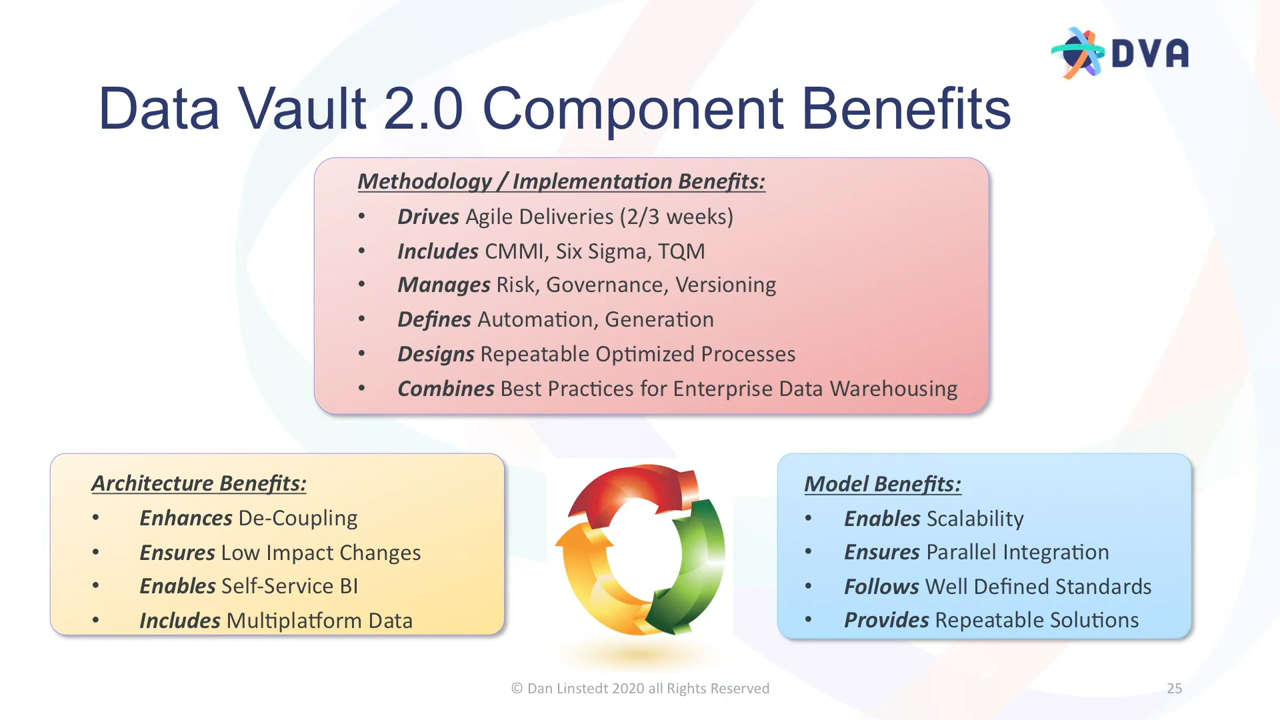 DVA
Data Vault 2.0 Component Benefits
Methodology / Implementation Benefits:
• Drives Agile Deliveries (2/3 weeks)
• Includes CMMI, Six Sigma, TQM
• Manages Risk, Governance, Versioning
• Defines Automation, Generation
• Designs Repeatable Optimized Processes
• Combines Best Practices for Enterprise Data Warehousing
Architecture Benefits:
• Enhances De-Coupling
• Ensures Low Impact Changes
• Enables Self-Service BI
• Includes Multiplatform Data
Model Benefits:
• Enables Scalability
• Ensures Parallel Integration
• Follows Well Defined Standards
• Provides Repeatable Solutions
© Dan Linstedt 2020 all Rights Reserved
25